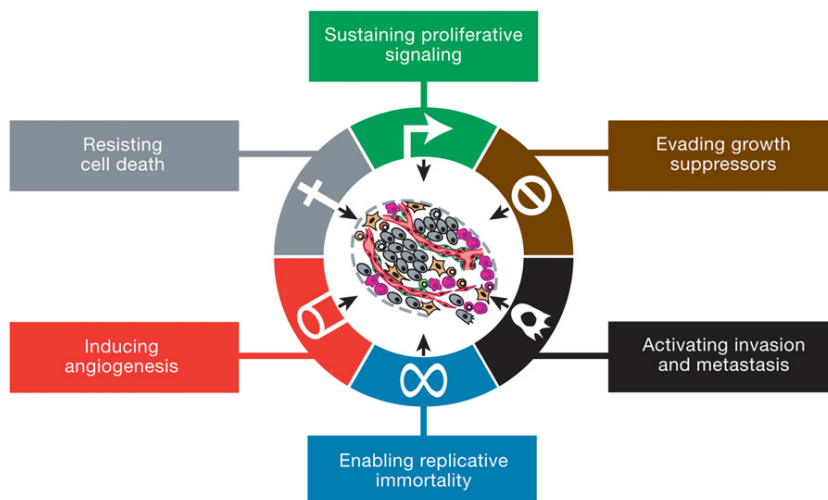 Sustaining proliferative
signaling
Resisting
cell death
Evading growth
suppressors
Inducing
angiogenesis
Activating invasion
and metastasis
Enabling replicative
immortality